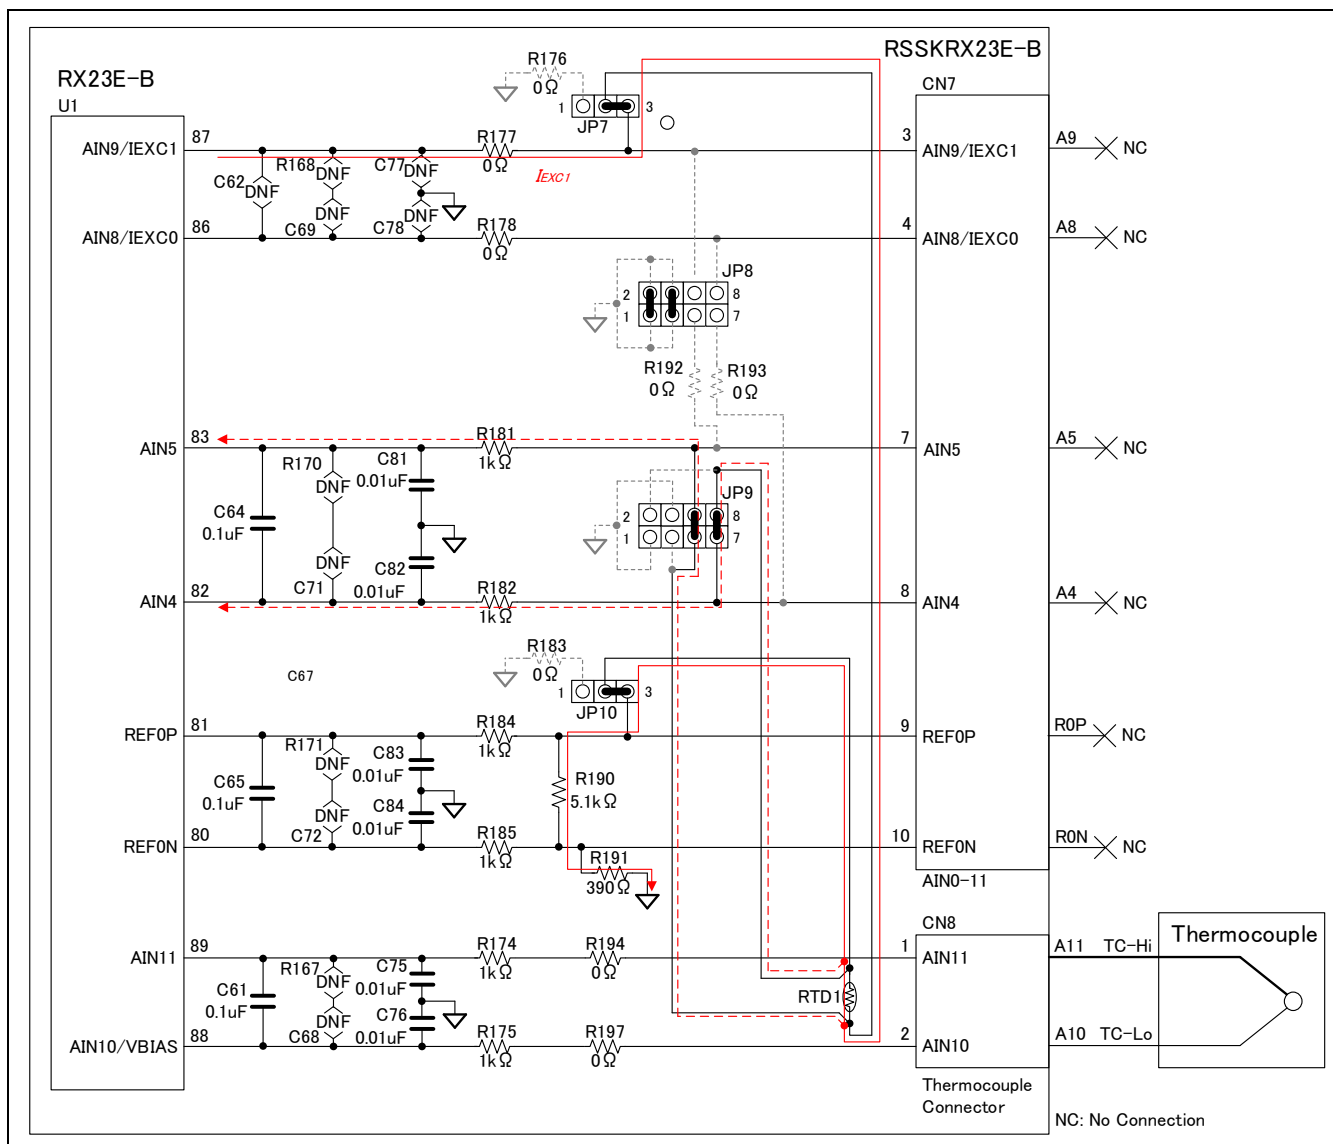 RSSKRX23E-B
RX23E-B
U1
CN7
R176
0Ω
1
3
JP7
87
AIN9/IEXC1
R177
0Ω
IEXC1
3
AIN9/IEXC1
A9
NC
C62
DNF
R168
DNF
C77
DNF
DNF
C69
DNF
C78
86
AIN8/IEXC0
R178
0Ω
4
AIN8/IEXC0
A8
NC
JP8
2
8
1
7
R192
0Ω
R193
0Ω
83
AIN5
R181
1kΩ
7
AIN5
A5
NC
R170
DNF
C81
0.01uF
C64
0.1uF
JP9
2
8
1
7
DNF
C71
C82
0.01uF
82
AIN4
R182
1kΩ
8
AIN4
A4
NC
R183
0Ω
C67
1
3
JP10
81
REF0P
R184
1kΩ
9
REF0P
R0P
NC
R171
DNF
C83
0.01uF
C65
0.1uF
R190
5.1kΩ
DNF
C72
C84
0.01uF
80
REF0N
R185
1kΩ
10
REF0N
R0N
NC
R191
390Ω
AIN0-11
CN8
89
AIN11
R174
1kΩ
R194
0Ω
1
AIN11
A11
TC-Hi
Thermocouple
R167
DNF
C75
0.01uF
C61
0.1uF
RTD1
DNF
C68
C76
0.01uF
88
AIN10/VBIAS
R175
1kΩ
R197
0Ω
2
AIN10
A10
TC-Lo
Thermocouple
Connector
NC: No Connection